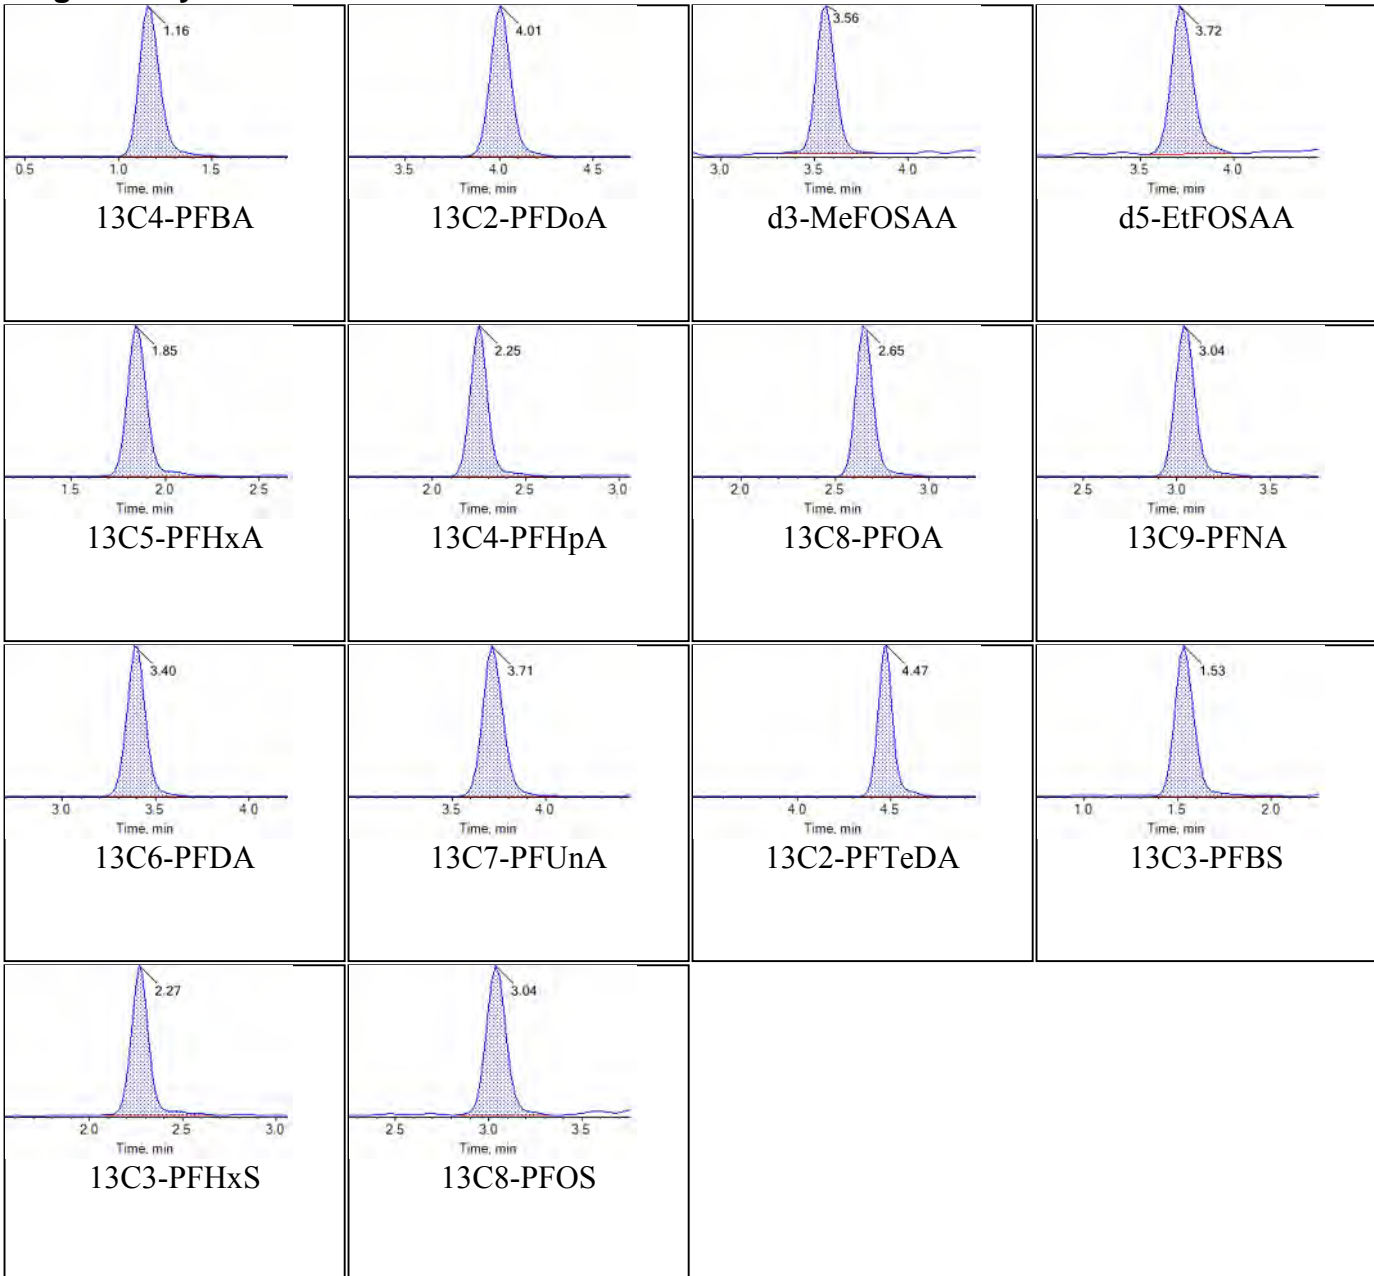 1.16
0.5 1.0 1.5
Time, min
13C4-PFBA
4.01
3.5 4.0 4.5
Time, min
13C2-PFDoA
3.56
3.0 3.5 4.0
Time, min
d3-MeFOSAA
3.72
3.5 4.0
Time, min
d5-EtFOSAA
1.85
1.5 2.0 2.5
Time, min
13C5-PFHxA
2.25
2.0 2.5 3.0
Time, min
13C4-PFHpA
2.65
2.0 2.5 3.0
Time, min
13C8-PFOA
3.04
2.5 3.0 3.5
Time, min
13C9-PFNA
3.40
3.0 3.5 4.0
Time, min
13C6-PFDA
3.71
3.5 4.0
Time, min
13C7-PFUnA
4.47
4.0 4.5
Time, min
13C2-PFTeDA
1.53
1.0 1.5 2.0
Time, min
13C3-PFBS
2.27
2.0 2.5 3.0
Time, min
13C3-PFHxS
3.04
2.5 3.0 3.5
Time, min
13C8-PFOS